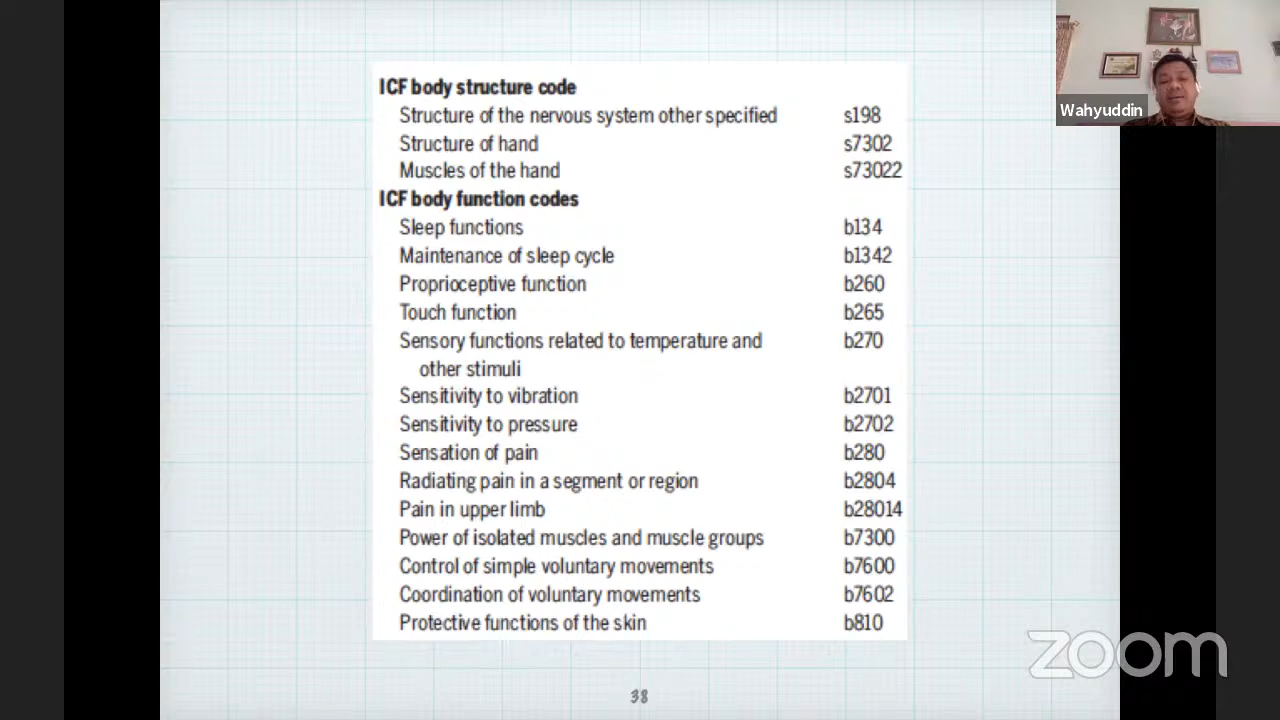 ICF body structure code
Structure of the nervous system other specified s198
Structure of hand s7302
Muscles of the hand s73022
ICF body function codes
Sleep functions b134
Maintenance of sleep cycle b1342
Proprioceptive function b260
Touch function b265
Sensory functions related to temperature and b270
other stimuli
Sensitivity to vibration b2701
Sensitivity to pressure b2702
Sensation of pain b280
Radiating pain in a segment or region b2804
Pain in upper limb b28014
Power of isolated muscles and muscle groups b7300
Control of simple voluntary movements b7600
Coordination of voluntary movements b7602
Protective functions of the skin b810
38
Wahyuddin
zoom